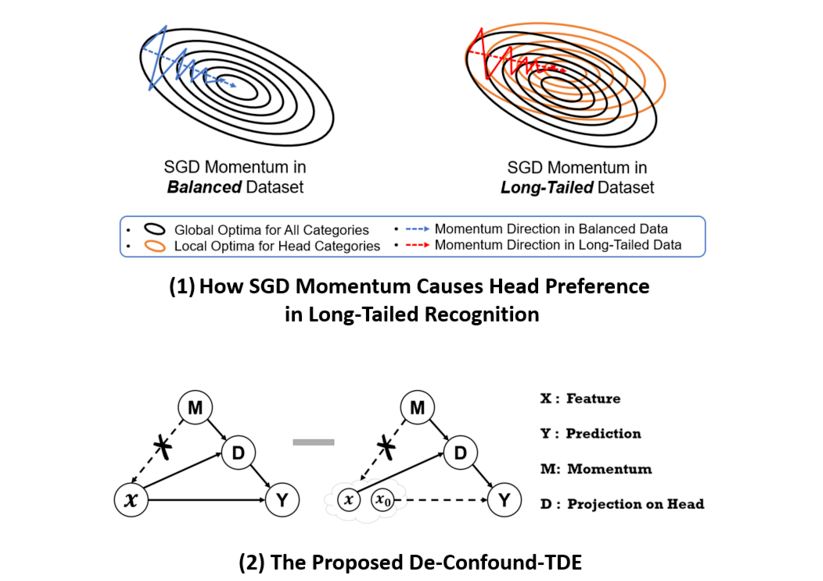 SGD Momentum in
Balanced Dataset
SGD Momentum in
Long-Tailed Dataset
• Global Optima for All Categories
• Local Optima for Head Categories
• Momentum Direction in Balanced Data
• Momentum Direction in Long-Tailed Data
(1) How SGD Momentum Causes Head Preference
in Long-Tailed Recognition
M
D
x
Y
M
D
x
x₀
Y
X : Feature
Y : Prediction
M: Momentum
D : Projection on Head
(2) The Proposed De-Confound-TDE